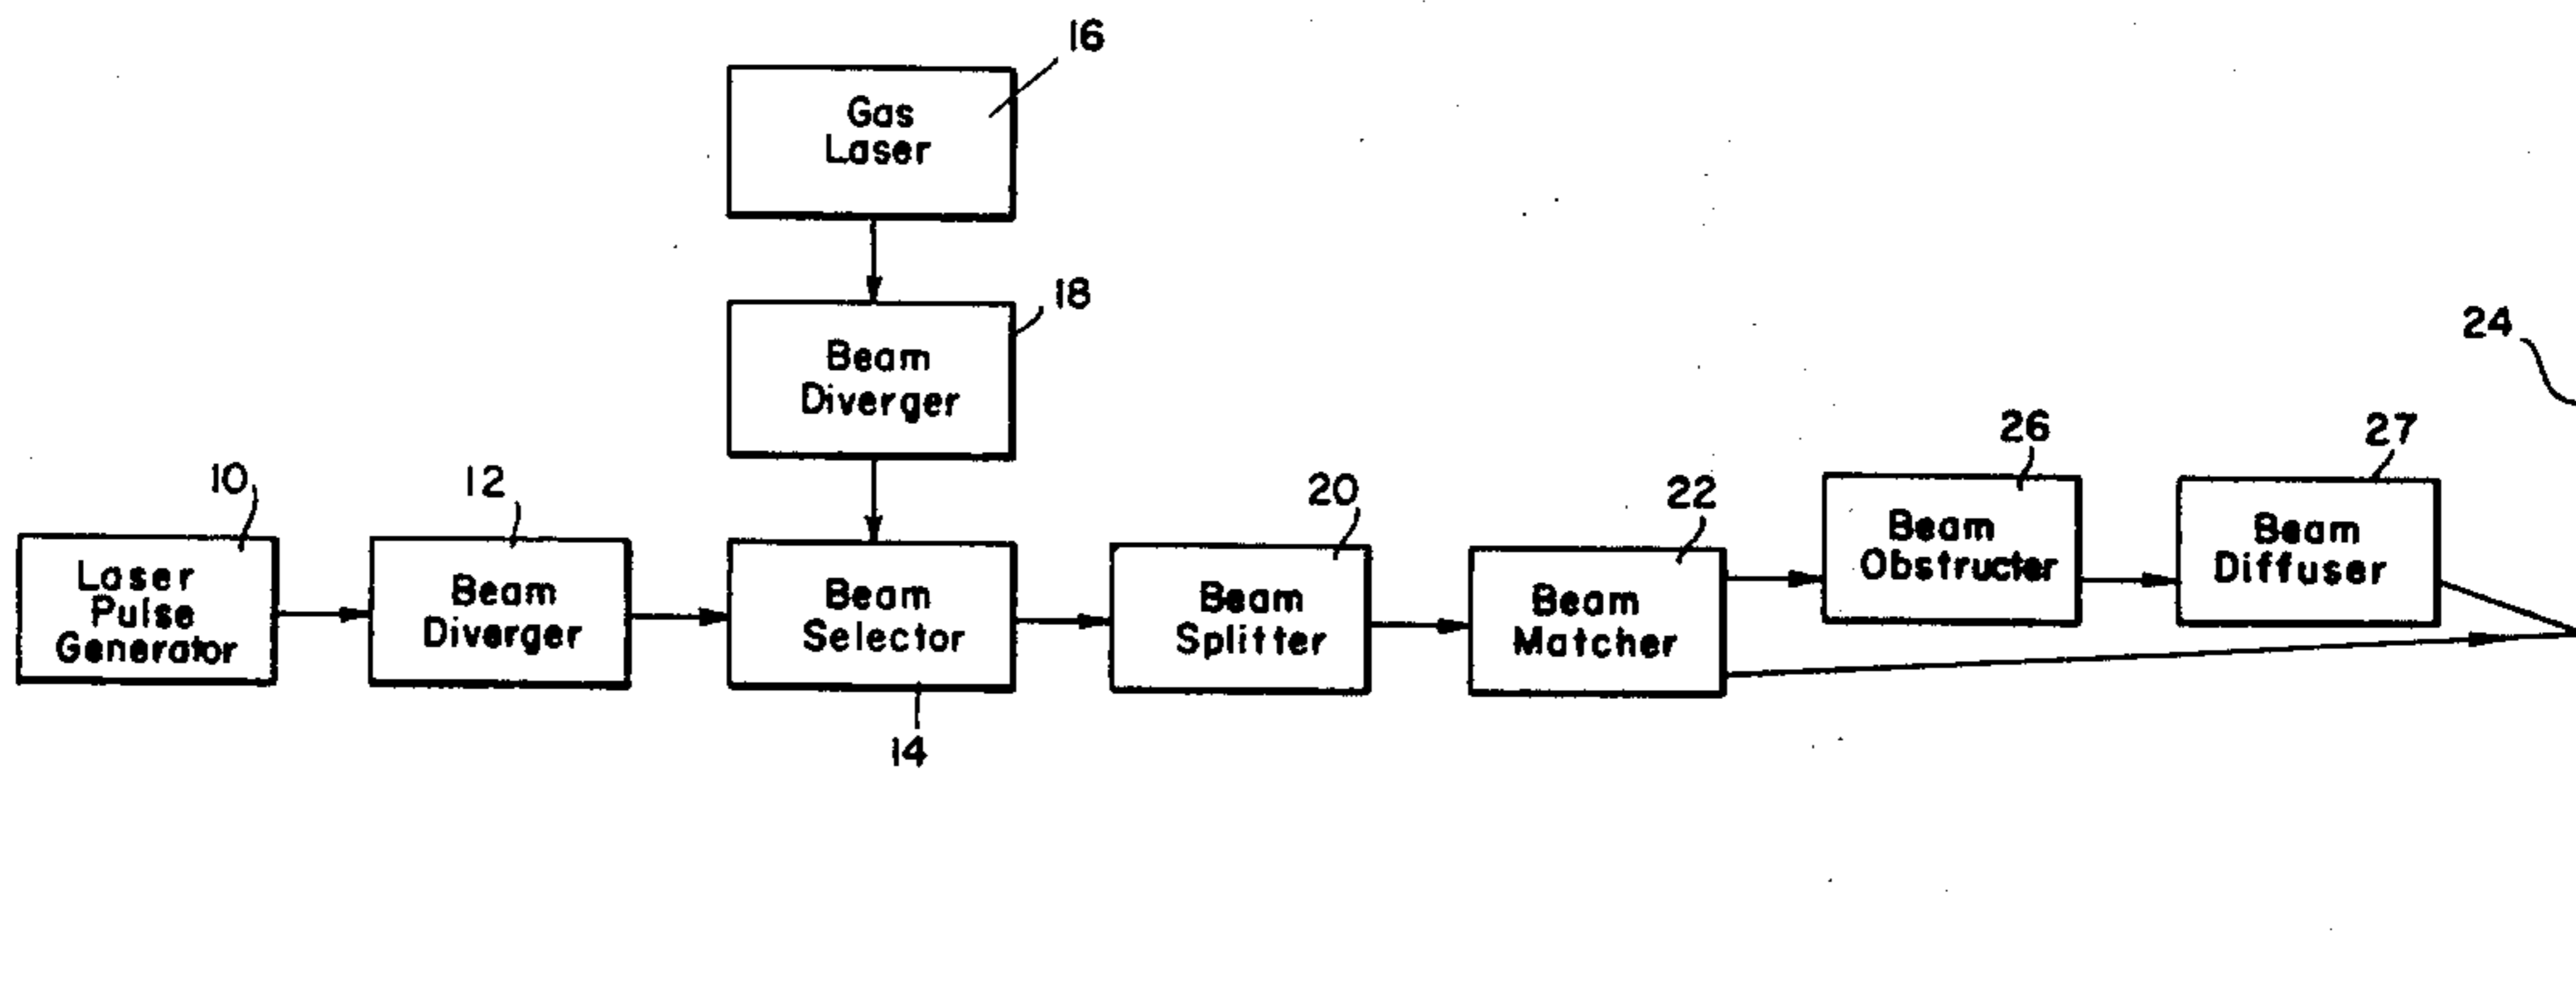 16
Gas
Laser
18
Beam
Diverger
24
10
Laser
Pulse
Generator
12
Beam
Diverger
Beam
Selector
14
20
Beam
Splitter
22
Beam
Matcher
26
Beam
Obstructer
27
Beam
Diffuser